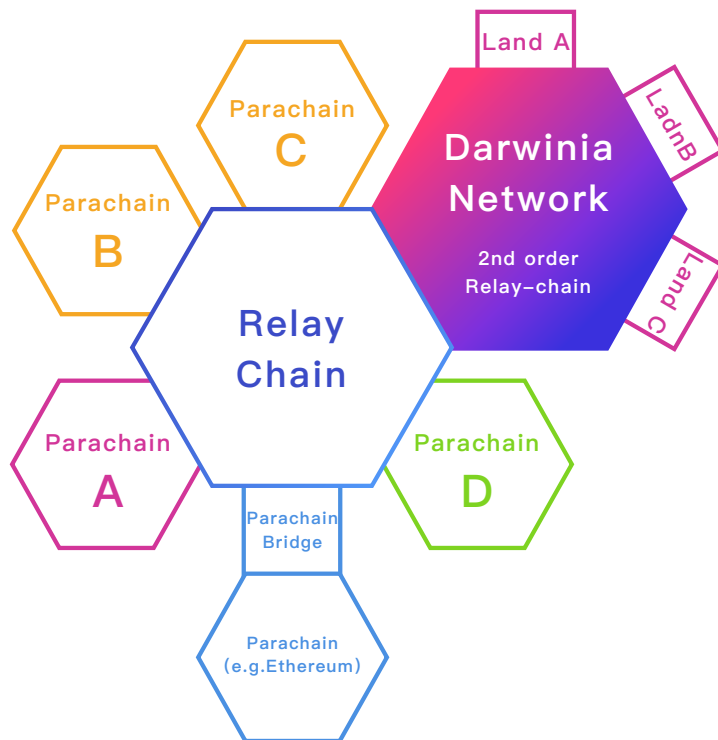 Land A
LadnB
Land C
Darwinia
Network
2nd order
Relay-chain
Parachain
C
Parachain
B
Relay
Chain
Parachain
A
Parachain
D
Parachain
Bridge
Parachain
(e.g.Ethereum)